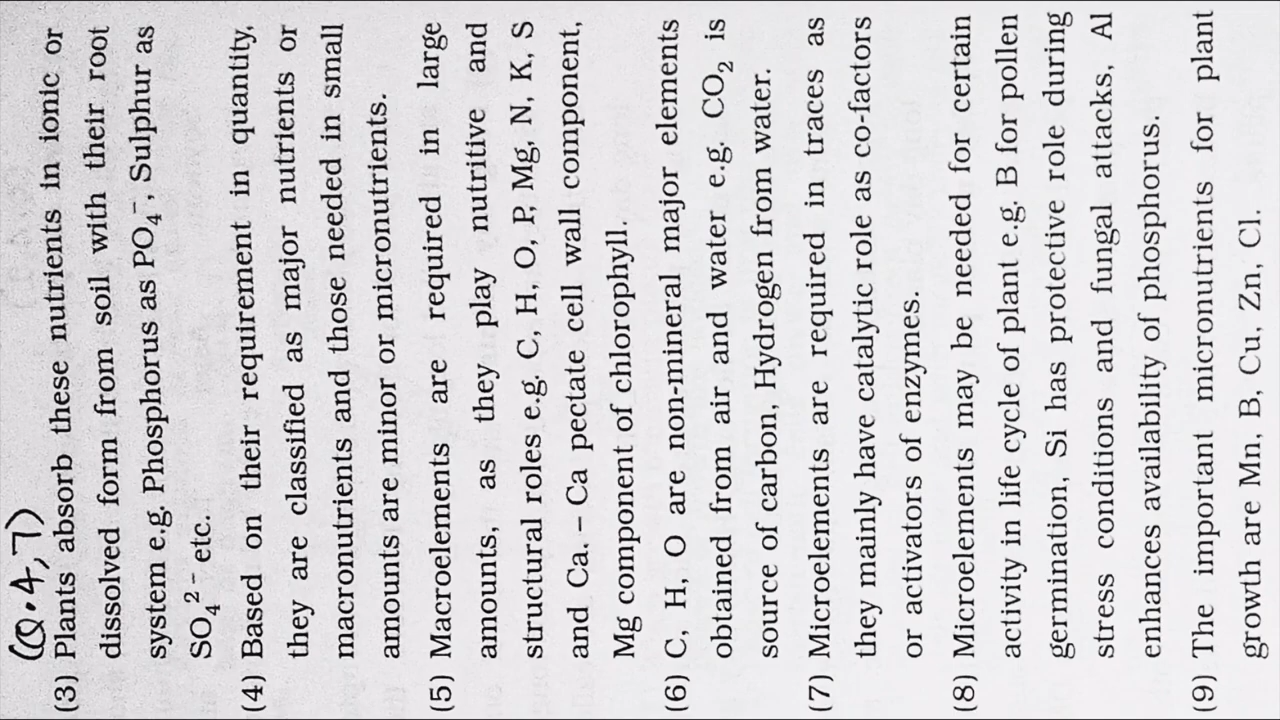 (Q.4,7)
(3) Plants absorb these nutrients in ionic or
dissolved form from soil with their root
system e.g. Phosphorus as PO₄⁻, Sulphur as
SO₄²⁻ etc.
(4) Based on their requirement in quantity,
they are classified as major nutrients or
macronutrients and those needed in small
amounts are minor or micronutrients.
(5) Macroelements are required in large
amounts, as they play nutritive and
structural roles e.g. C, H, O, P, Mg, N, K, S
and Ca. – Ca pectate cell wall component,
Mg component of chlorophyll.
(6) C, H, O are non-mineral major elements
obtained from air and water e.g. CO₂ is
source of carbon, Hydrogen from water.
(7) Microelements are required in traces as
they mainly have catalytic role as co-factors
or activators of enzymes.
(8) Microelements may be needed for certain
activity in life cycle of plant e.g. B for pollen
germination, Si has protective role during
stress conditions and fungal attacks, Al
enhances availability of phosphorus.
(9) The important micronutrients for plant
growth are Mn, B, Cu, Zn, Cl.